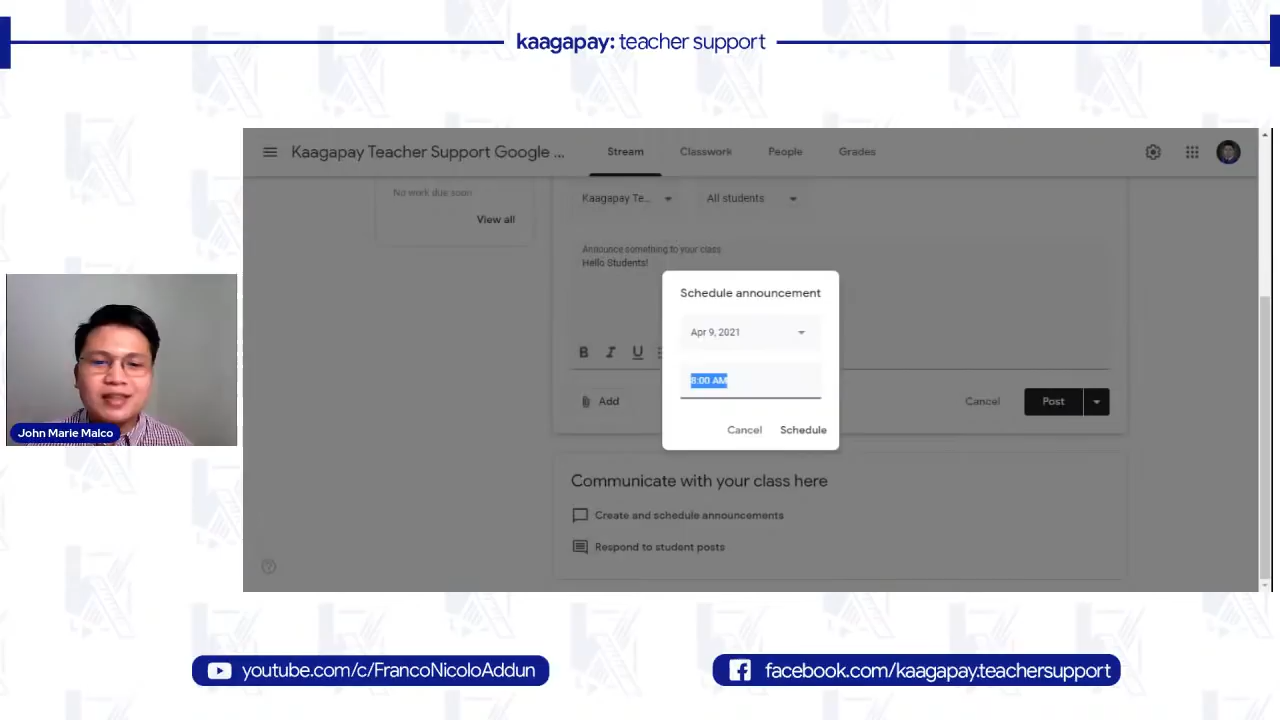 kaagapay: teacher support
Kaagapay Teacher Support Google ...
Stream
Classwork
People
Grades
No work due soon
View all
Kaagapay Te...
All students
Announce something to your class
Hello Students!
Schedule announcement
Apr 9, 2021
8:00 AM
Cancel
Schedule
B I U
Add
Cancel
Post
Communicate with your class here
Create and schedule announcements
Respond to student posts
John Marie Malco
youtube.com/c/FrancoNicoloAddun
facebook.com/kaagapay.teachersupport